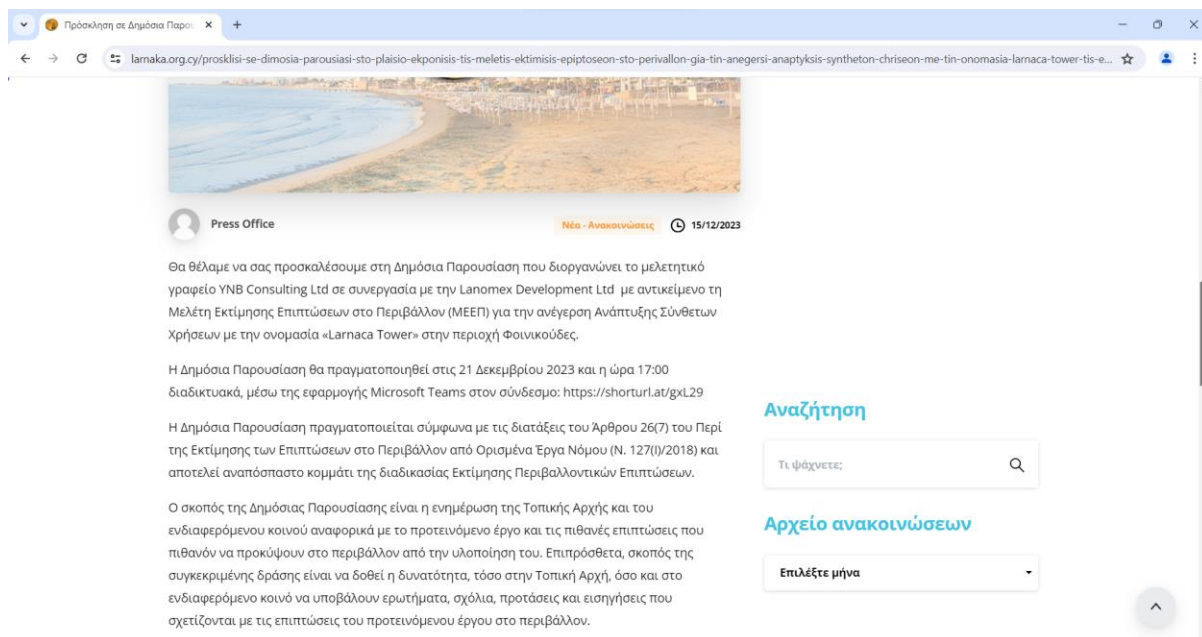 Πρόσκληση σε Δημόσια Παρου
larnaka.org.cy/prosklisi-se-dimosia-parousiasi-sto-plaisio-ekponisis-tis-meletis-ektimisis-epiptoseon-sto-perivallon-gia-tin-anegersi-anaptyksis-syntheton-chriseon-me-tin-onomasia-larnaca-tower-tis-e...
Press Office
Νέα - Ανακοινώσεις
15/12/2023
Θα θέλαμε να σας προσκαλέσουμε στη Δημόσια Παρουσίαση που διοργανώνει το μελετητικό
γραφείο YNB Consulting Ltd σε συνεργασία με την Lanomex Development Ltd με αντικείμενο τη
Μελέτη Εκτίμησης Επιπτώσεων στο Περιβάλλον (ΜΕΕΠ) για την ανέγερση Ανάπτυξης Σύνθετων
Χρήσεων με την ονομασία «Larnaca Tower» στην περιοχή Φοινικούδες.
Η Δημόσια Παρουσίαση θα πραγματοποιηθεί στις 21 Δεκεμβρίου 2023 και η ώρα 17:00
διαδικτυακά, μέσω της εφαρμογής Microsoft Teams στον σύνδεσμο: https://shorturl.at/gxL29
Η Δημόσια Παρουσίαση πραγματοποιείται σύμφωνα με τις διατάξεις του Άρθρου 26(7) του Περί
της Εκτίμησης των Επιπτώσεων στο Περιβάλλον από Ορισμένα Έργα Νόμου (Ν. 127(Ι)/2018) και
αποτελεί αναπόσπαστο κομμάτι της διαδικασίας Εκτίμησης Περιβαλλοντικών Επιπτώσεων.
Ο σκοπός της Δημόσιας Παρουσίασης είναι η ενημέρωση της Τοπικής Αρχής και του
ενδιαφερόμενου κοινού αναφορικά με το προτεινόμενο έργο και τις πιθανές επιπτώσεις που
πιθανόν να προκύψουν στο περιβάλλον από την υλοποίηση του. Επιπρόσθετα, σκοπός της
συγκεκριμένης δράσης είναι να δοθεί η δυνατότητα, τόσο στην Τοπική Αρχή, όσο και στο
ενδιαφερόμενο κοινό να υποβάλουν ερωτήματα, σχόλια, προτάσεις και εισηγήσεις που
σχετίζονται με τις επιπτώσεις του προτεινόμενου έργου στο περιβάλλον.
Αναζήτηση
Τι ψάχνετε;
Αρχείο ανακοινώσεων
Επιλέξτε μήνα